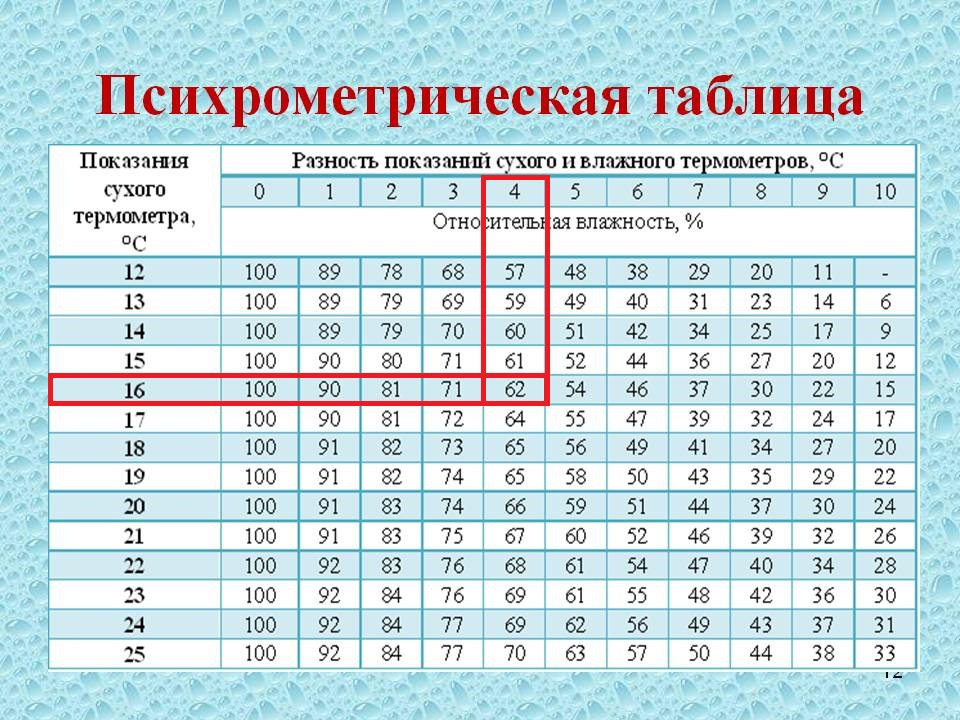 Психрометрическая таблица
Показания сухого термометра, °C
Разность показаний сухого и влажного термометров, °C
0 1 2 3 4 5 6 7 8 9 10
Относительная влажность, %
12 100 89 78 68 57 48 38 29 20 11 -
13 100 89 79 69 59 49 40 31 23 14 6
14 100 89 79 70 60 51 42 34 25 17 9
15 100 90 80 71 61 52 44 36 27 20 12
16 100 90 81 71 62 54 46 37 30 22 15
17 100 90 81 72 64 55 47 39 32 24 17
18 100 91 82 73 65 56 49 41 34 27 20
19 100 91 82 74 65 58 50 43 35 29 22
20 100 91 83 74 66 59 51 44 37 30 24
21 100 91 83 75 67 60 52 46 39 32 26
22 100 92 83 76 68 61 54 47 40 34 28
23 100 92 84 76 69 61 55 48 42 36 30
24 100 92 84 77 69 62 56 49 43 37 31
25 100 92 84 77 70 63 57 50 44 38 33
12